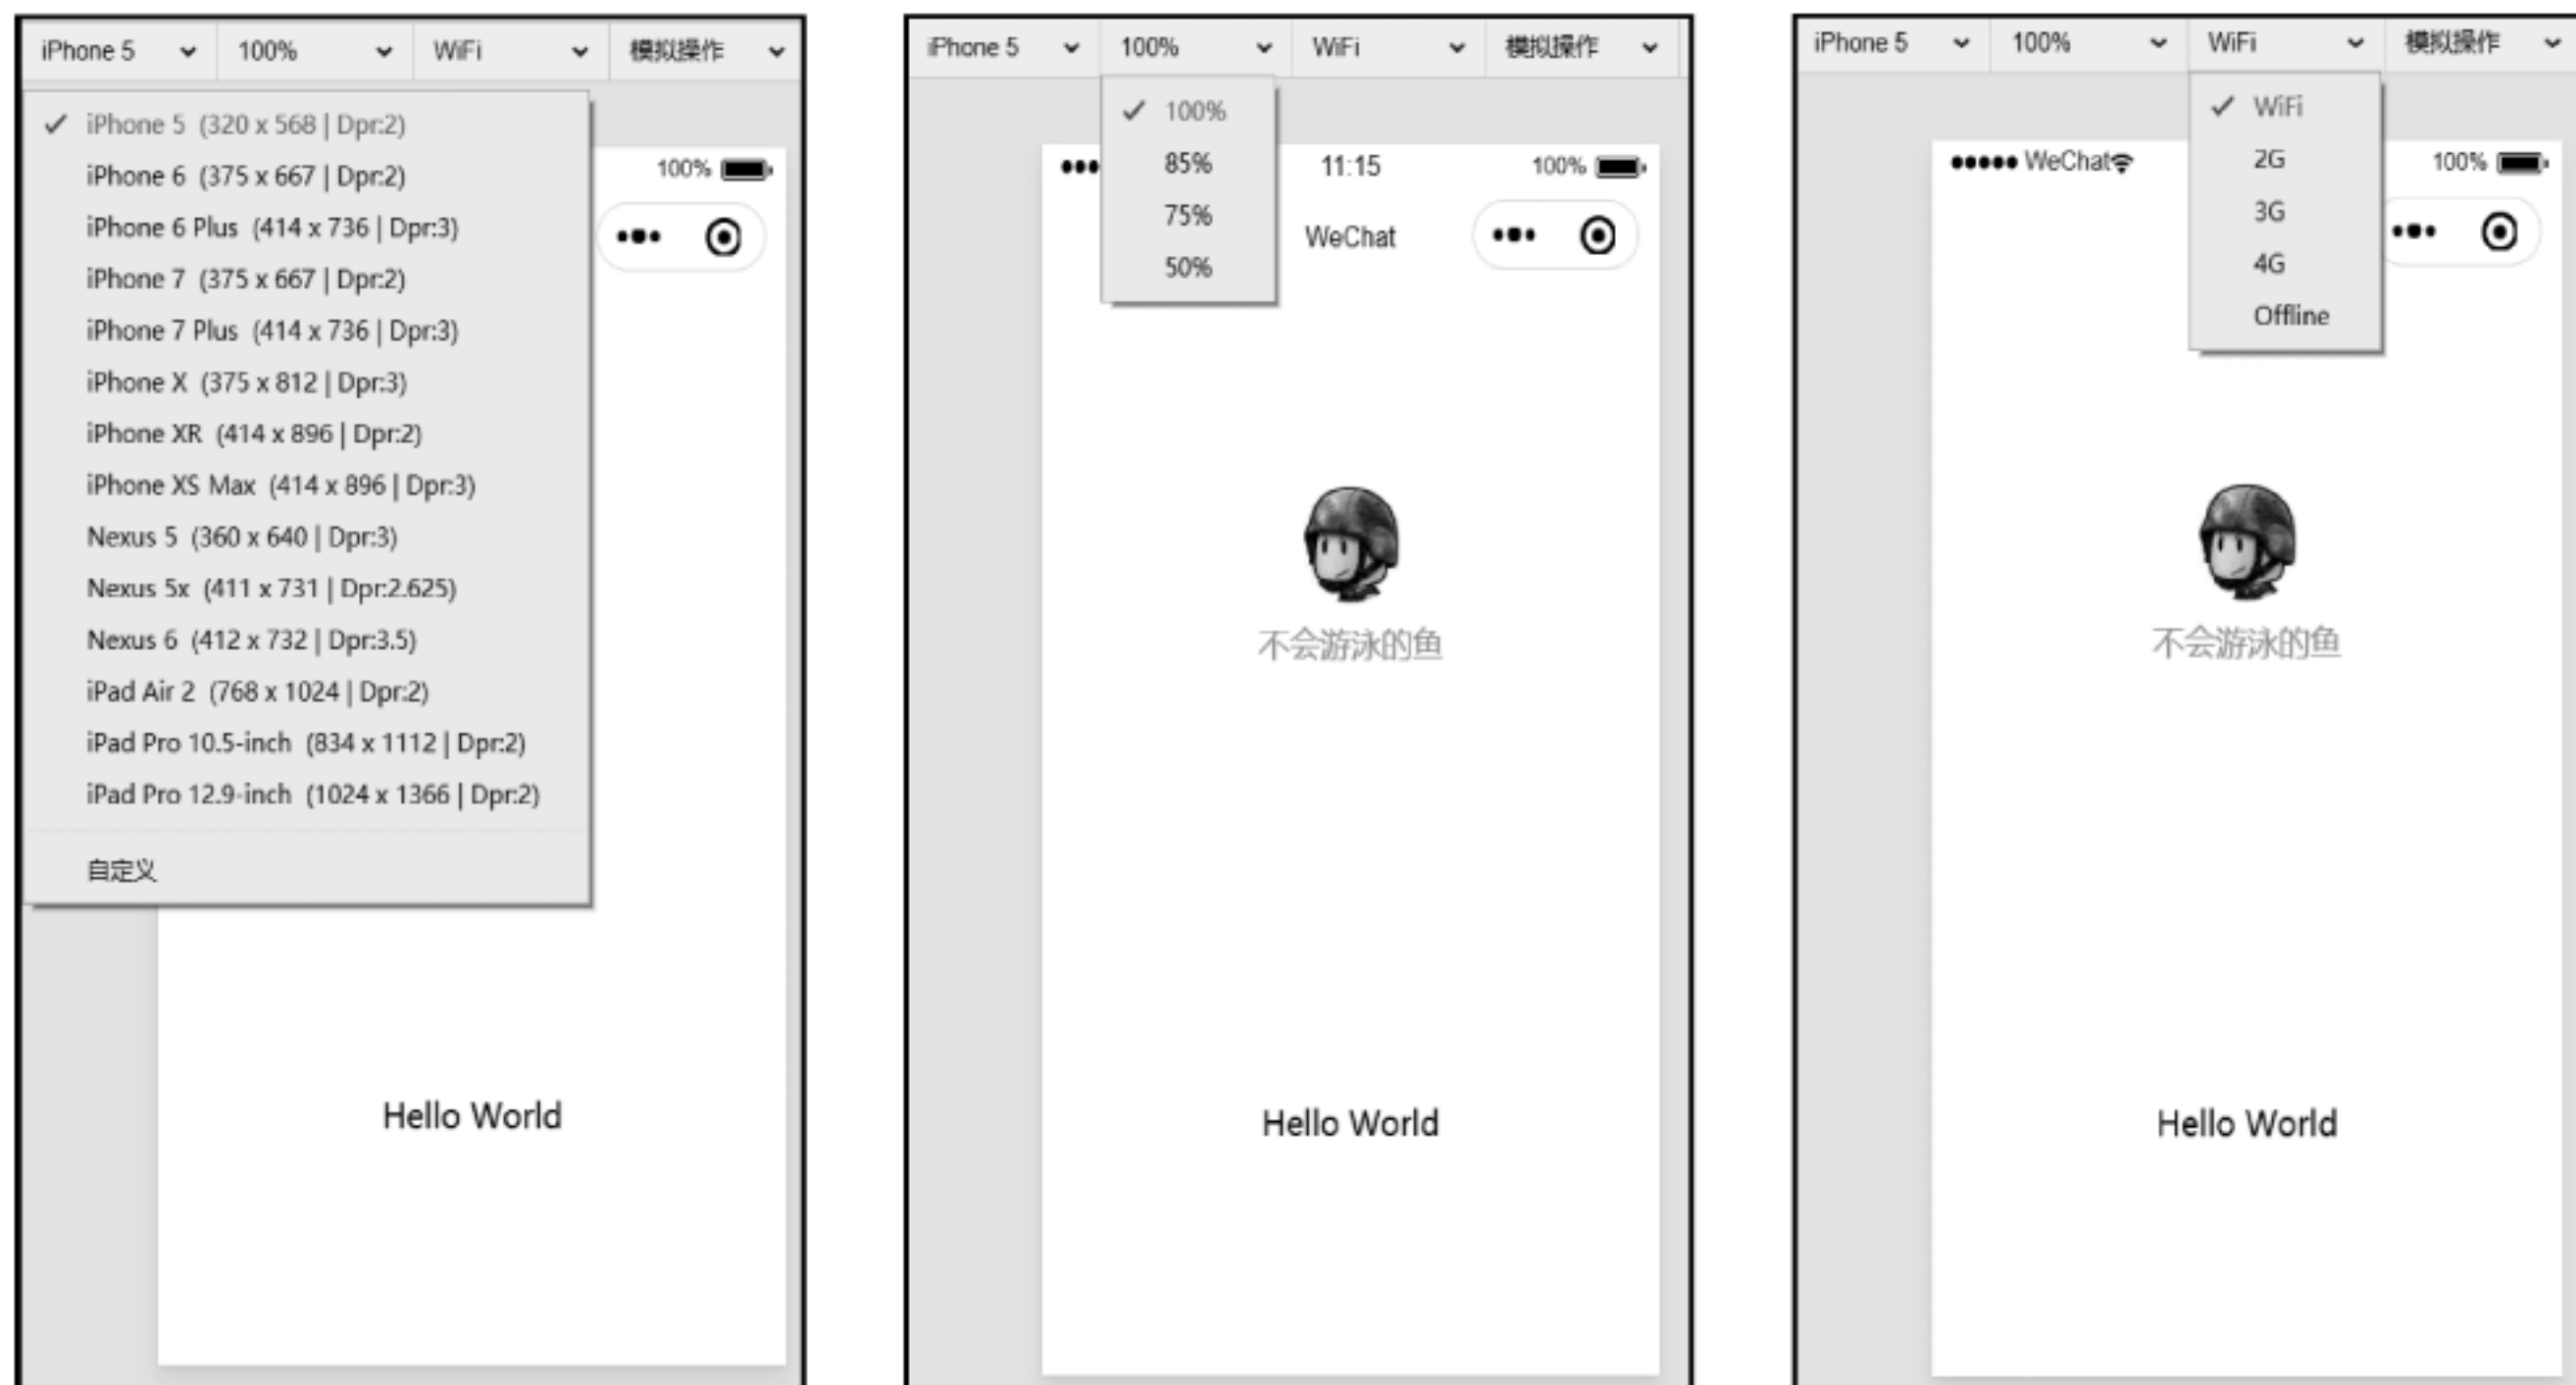 iPhone 5 100% WiFi 模拟操作
iPhone 5 (320 x 568 | Dpr:2)
iPhone 6 (375 x 667 | Dpr:2)
iPhone 6 Plus (414 x 736 | Dpr:3)
iPhone 7 (375 x 667 | Dpr:2)
iPhone 7 Plus (414 x 736 | Dpr:3)
iPhone X (375 x 812 | Dpr:3)
iPhone XR (414 x 896 | Dpr:2)
iPhone XS Max (414 x 896 | Dpr:3)
Nexus 5 (360 x 640 | Dpr:3)
Nexus 5x (411 x 731 | Dpr:2.625)
Nexus 6 (412 x 732 | Dpr:3.5)
iPad Air 2 (768 x 1024 | Dpr:2)
iPad Pro 10.5-inch (834 x 1112 | Dpr:2)
iPad Pro 12.9-inch (1024 x 1366 | Dpr:2)
自定义
100%
Hello World
iPhone 5 100% WiFi 模拟操作
100%
85%
75%
50%
11:15 100%
WeChat
不会游泳的鱼
Hello World
iPhone 5 100% WiFi 模拟操作
WiFi
2G
3G
4G
Offline
WeChat 100%
不会游泳的鱼
Hello World